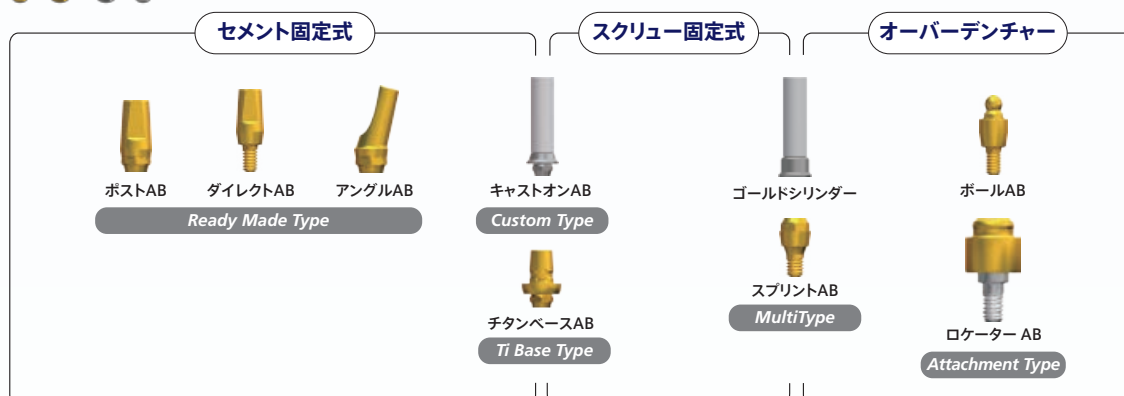 セメント固定式
スクリュー固定式
オーバーデンチャー
ポストAB
ダイレクトAB
アングルAB
Ready Made Type
キャストオンAB
Custom Type
チタンベースAB
Ti Base Type
ゴールドシリンダー
スプリントAB
MultiType
ボールAB
ロケーター AB
Attachment Type